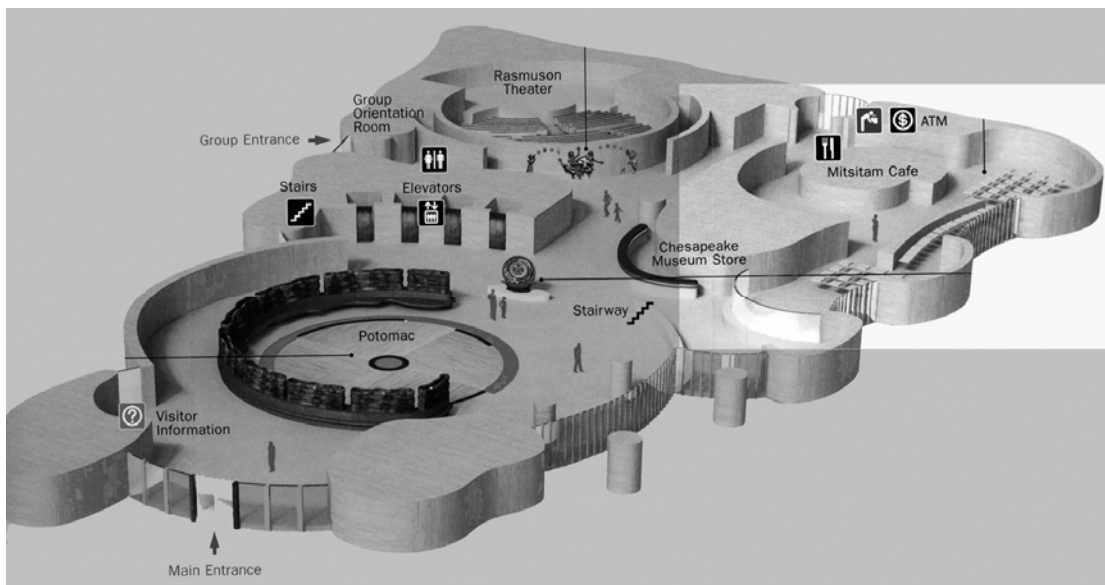 Rasmuson
Theater
Group
Orientation
Room
Group Entrance
$ ATM
Mitsitam Cafe
Stairs
Elevators
Chesapeake
Museum Store
Stairway
Potomac
?
Visitor
Information
Main Entrance